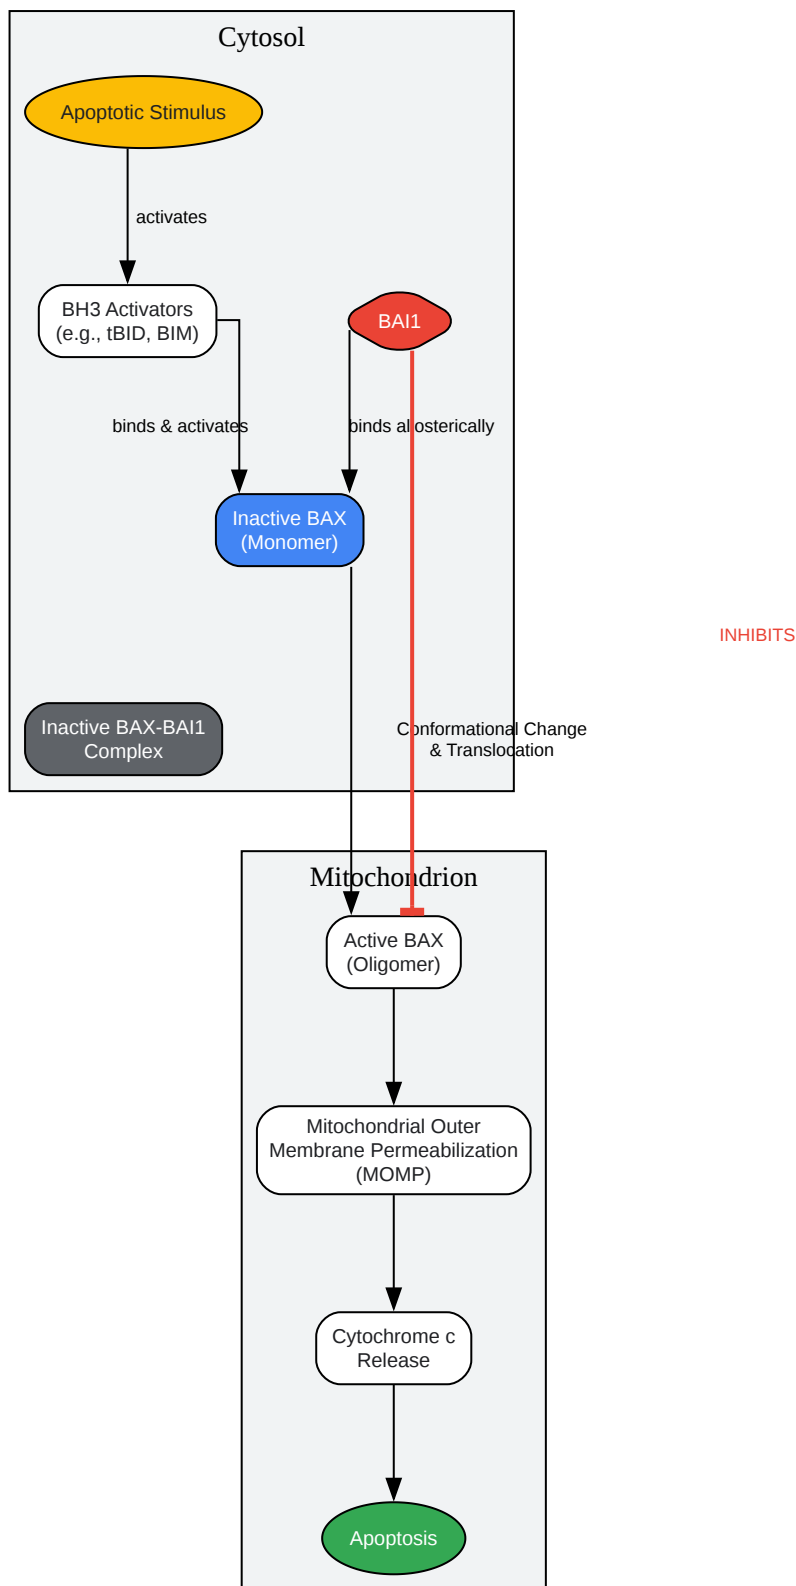 Cytosol
Apoptotic Stimulus
activates
BH3 Activators
(e.g., tBID, BIM)
BAI1
binds & activates
binds allosterically
Inactive BAX
(Monomer)
INHIBITS
Inactive BAX-BAI1
Complex
Conformational Change
& Translocation
Mitochondrion
Active BAX
(Oligomer)
Mitochondrial Outer
Membrane Permeabilization
(MOMP)
Cytochrome c
Release
Apoptosis